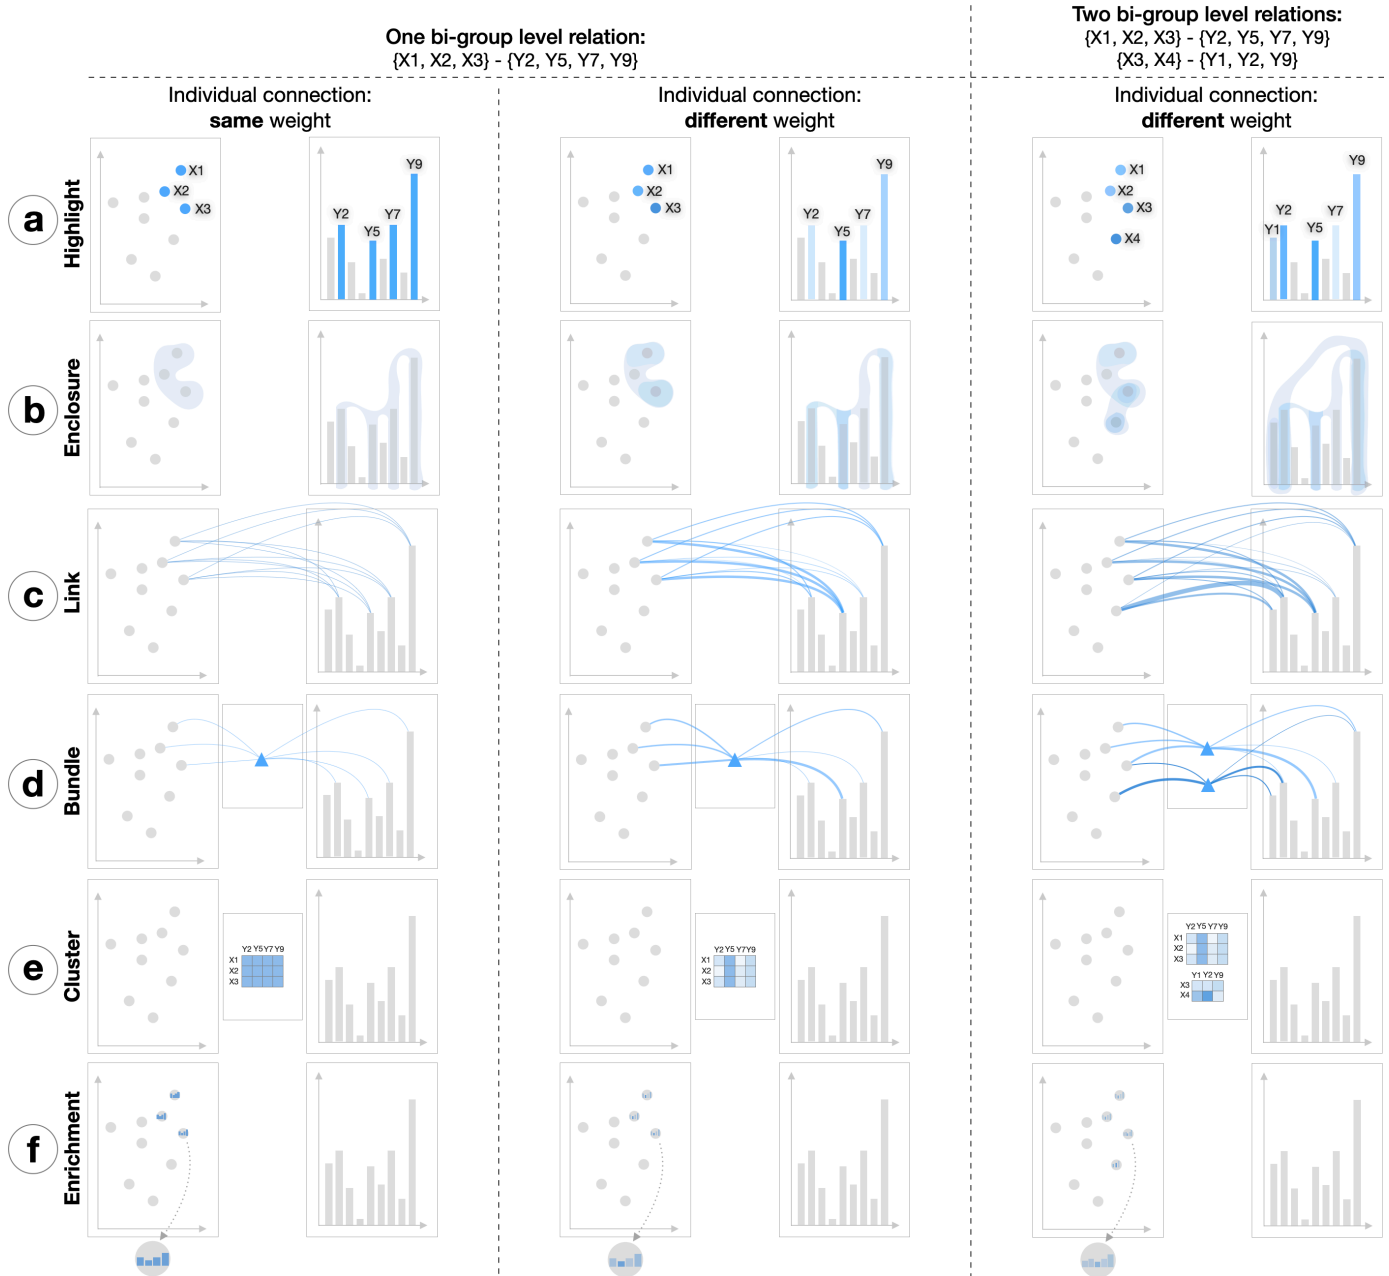 One bi-group level relation:
{X1, X2, X3} - {Y2, Y5, Y7, Y9}
Two bi-group level relations:
{X1, X2, X3} - {Y2, Y5, Y7, Y9}
{X3, X4} - {Y1, Y2, Y9}
Individual connection:
same weight
Individual connection:
different weight
Individual connection:
different weight
a
Highlight
X1
X2
X3
Y2
Y5
Y7
Y9
X1
X2
X3
Y2
Y5
Y7
Y9
X1
X2
X3
X4
Y1
Y2
Y5
Y7
Y9
b
Enclosure
c
Link
d
Bundle
e
Cluster
Y2 Y5 Y7 Y9
X1
X2
X3
Y2 Y5 Y7 Y9
X1
X2
X3
Y2 Y5 Y7 Y9
X1
X2
X3
Y1 Y2 Y9
X3
X4
f
Enrichment